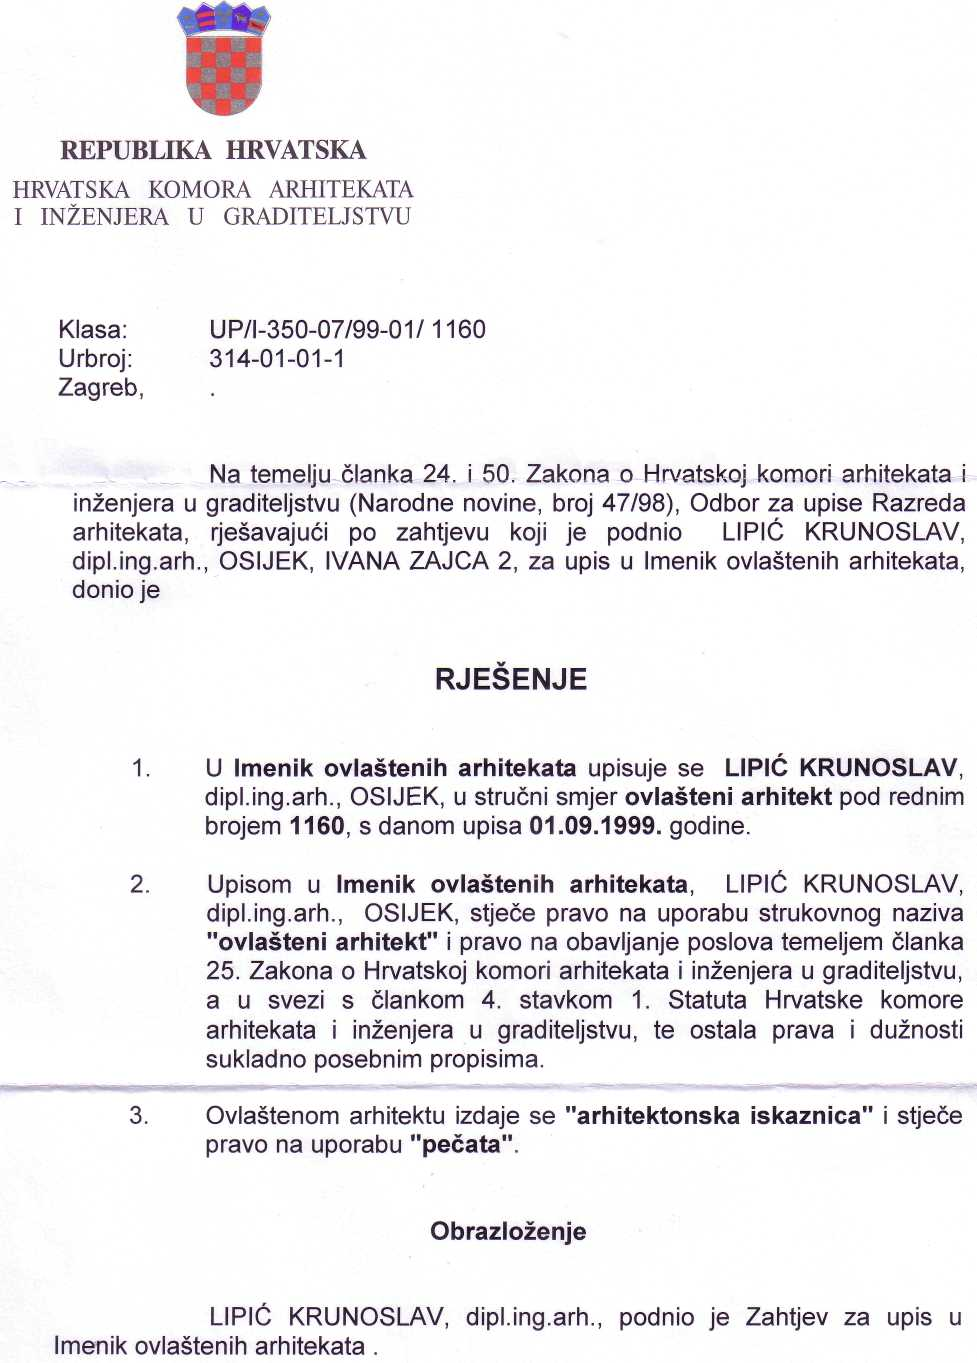 REPUBLIKA HRVATSKA
HRVATSKA KOMORA ARHITEKATA
I INŽENJERA U GRADITELJSTVU
Klasa: UP/I-350-07/99-01/ 1160
Urbroj: 314-01-01-1
Zagreb, .
Na temelju članka 24. i 50. Zakona o Hrvatskoj komori arhitekata i
inženjera u graditeljstvu (Narodne novine, broj 47/98), Odbor za upise Razreda
arhitekata, rješavajući po zahtjevu koji je podnio LIPIĆ KRUNOSLAV,
dipl.ing.arh., OSIJEK, IVANA ZAJCA 2, za upis u Imenik ovlaštenih arhitekata,
donio je
RJEŠENJE
1. U Imenik ovlaštenih arhitekata upisuje se LIPIĆ KRUNOSLAV,
dipl.ing.arh., OSIJEK, u stručni smjer ovlašteni arhitekt pod rednim
brojem 1160, s danom upisa 01.09.1999. godine.
2. Upisom u Imenik ovlaštenih arhitekata, LIPIĆ KRUNOSLAV,
dipl.ing.arh., OSIJEK, stječe pravo na uporabu strukovnog naziva
"ovlašteni arhitekt" i pravo na obavljanje poslova temeljem članka
25. Zakona o Hrvatskoj komori arhitekata i inženjera u graditeljstvu,
a u svezi s člankom 4. stavkom 1. Statuta Hrvatske komore
arhitekata i inženjera u graditeljstvu, te ostala prava i dužnosti
sukladno posebnim propisima.
3. Ovlaštenom arhitektu izdaje se "arhitektonska iskaznica" i stječe
pravo na uporabu "pečata".
Obrazloženje
LIPIĆ KRUNOSLAV, dipl.ing.arh., podnio je Zahtjev za upis u
Imenik ovlaštenih arhitekata .